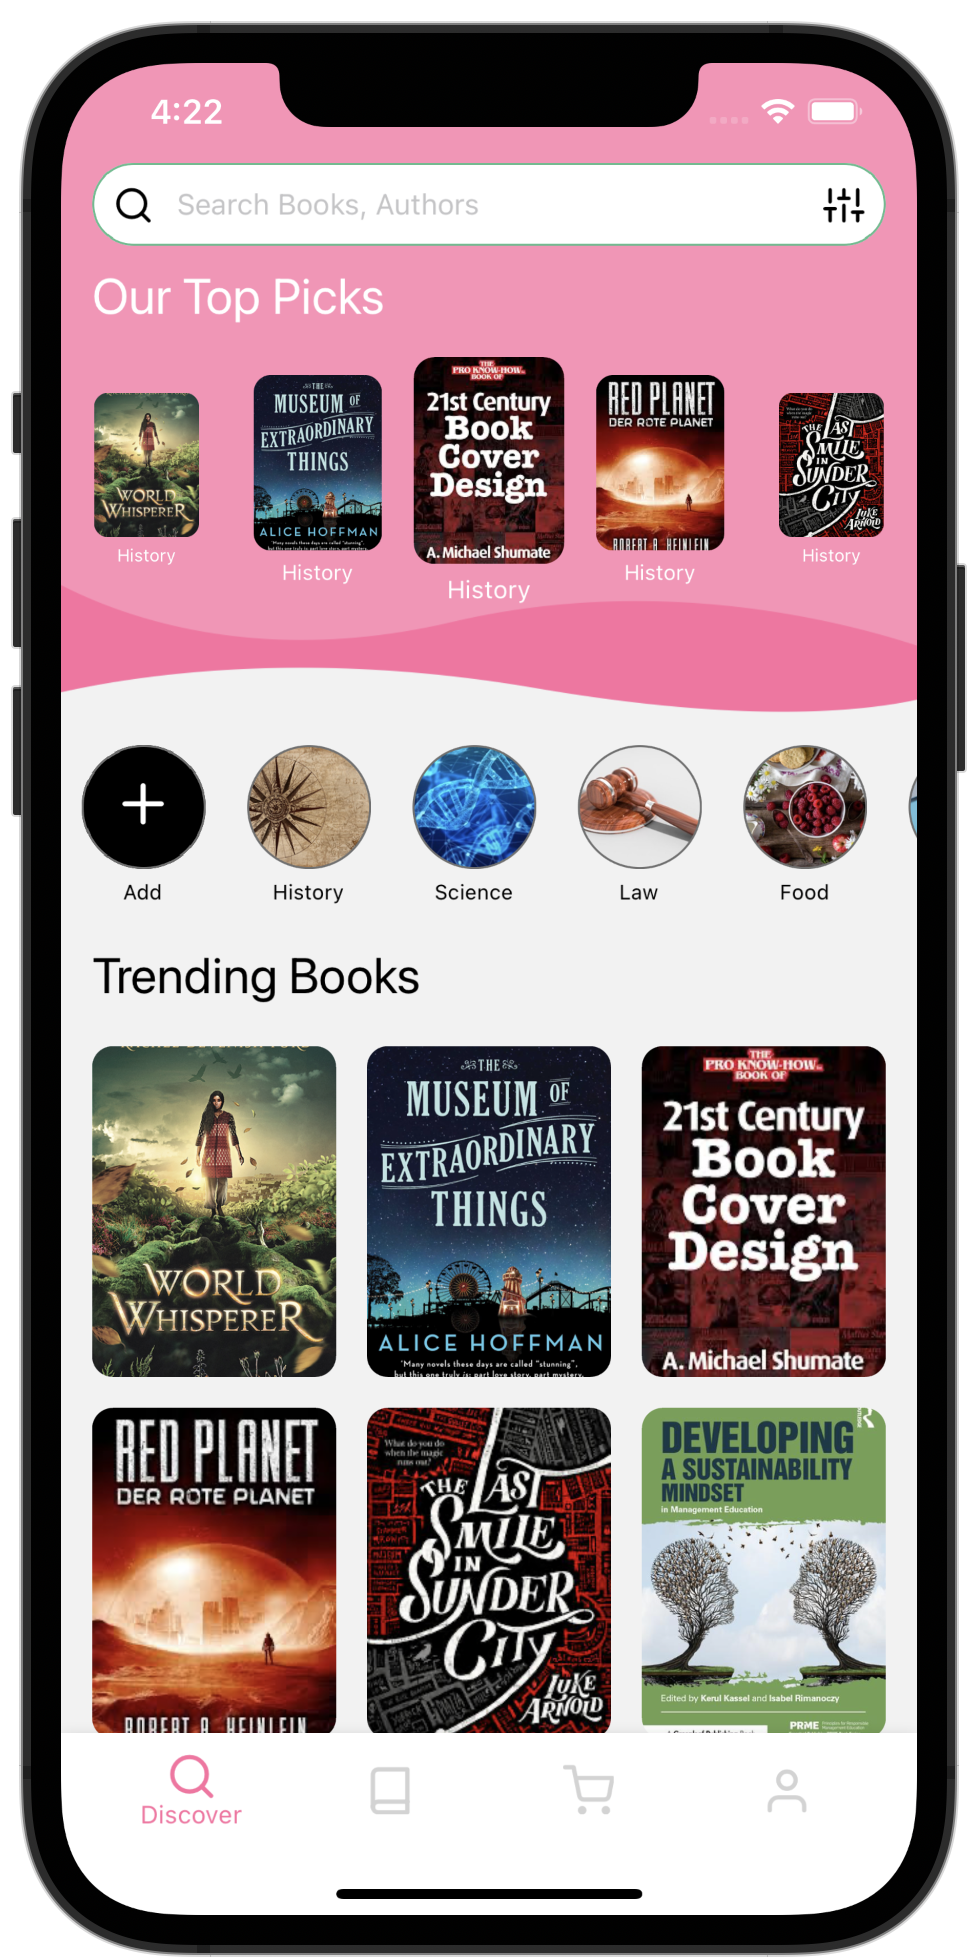 4:22
Search Books, Authors
Our Top Picks
WORLD
WHISPERER
History
THE
MUSEUM OF
EXTRAORDINARY
THINGS
ALICE HOFFMAN
History
THE
PRO KNOW-HOW
BOOK OF
21st Century
Book
Cover
Design
A. Michael Shumate
History
RED PLANET
DER ROTE PLANET
ROBERT A. HEINLEIN
History
THE LAST
SMILE
IN
SUNDER
CITY
LUKE
ARNOLD
History
Add
History
Science
Law
Food
Trending Books
WORLD
WHISPERER
THE
MUSEUM OF
EXTRAORDINARY
THINGS
ALICE HOFFMAN
"Many novels these days are called "stunning",
but this one truly is: part love story, part mystery,
THE
PRO KNOW-HOW
BOOK OF
21st Century
Book
Cover
Design
A. Michael Shumate
RED PLANET
DER ROTE PLANET
ROBERT A. HEINLEIN
What do you do
when the magic
runs out?
THE LAST
SMILE
IN
SUNDER
CITY
LUKE
ARNOLD
DEVELOPING
A SUSTAINABILITY
MINDSET
in Management Education
Edited by Kerul Kassel and Isabel Rimanoczy
PRME
Discover